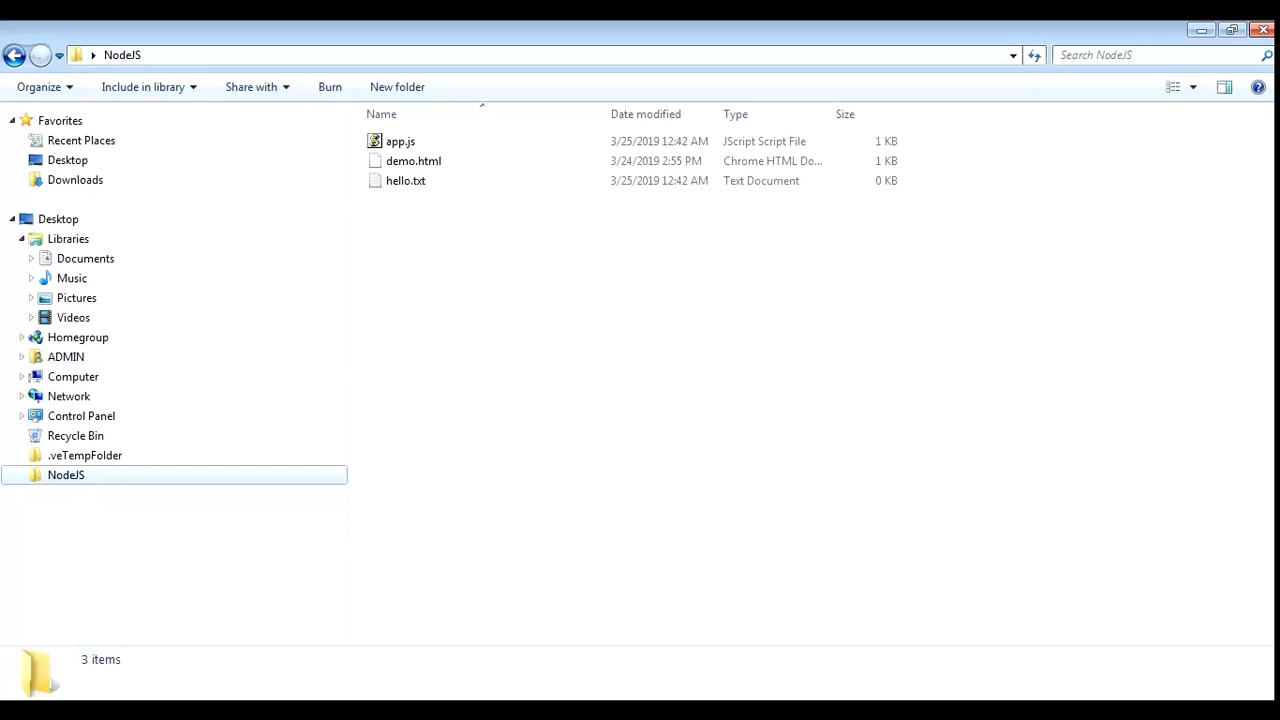 NodeJS
Search NodeJS
Organize Include in library Share with Burn New folder
Name Date modified Type Size
app.js 3/25/2019 12:42 AM JScript Script File 1 KB
demo.html 3/24/2019 2:55 PM Chrome HTML Do... 1 KB
hello.txt 3/25/2019 12:42 AM Text Document 0 KB
Favorites
Recent Places
Desktop
Downloads
Desktop
Libraries
Documents
Music
Pictures
Videos
Homegroup
ADMIN
Computer
Network
Control Panel
Recycle Bin
.veTempFolder
NodeJS
3 items